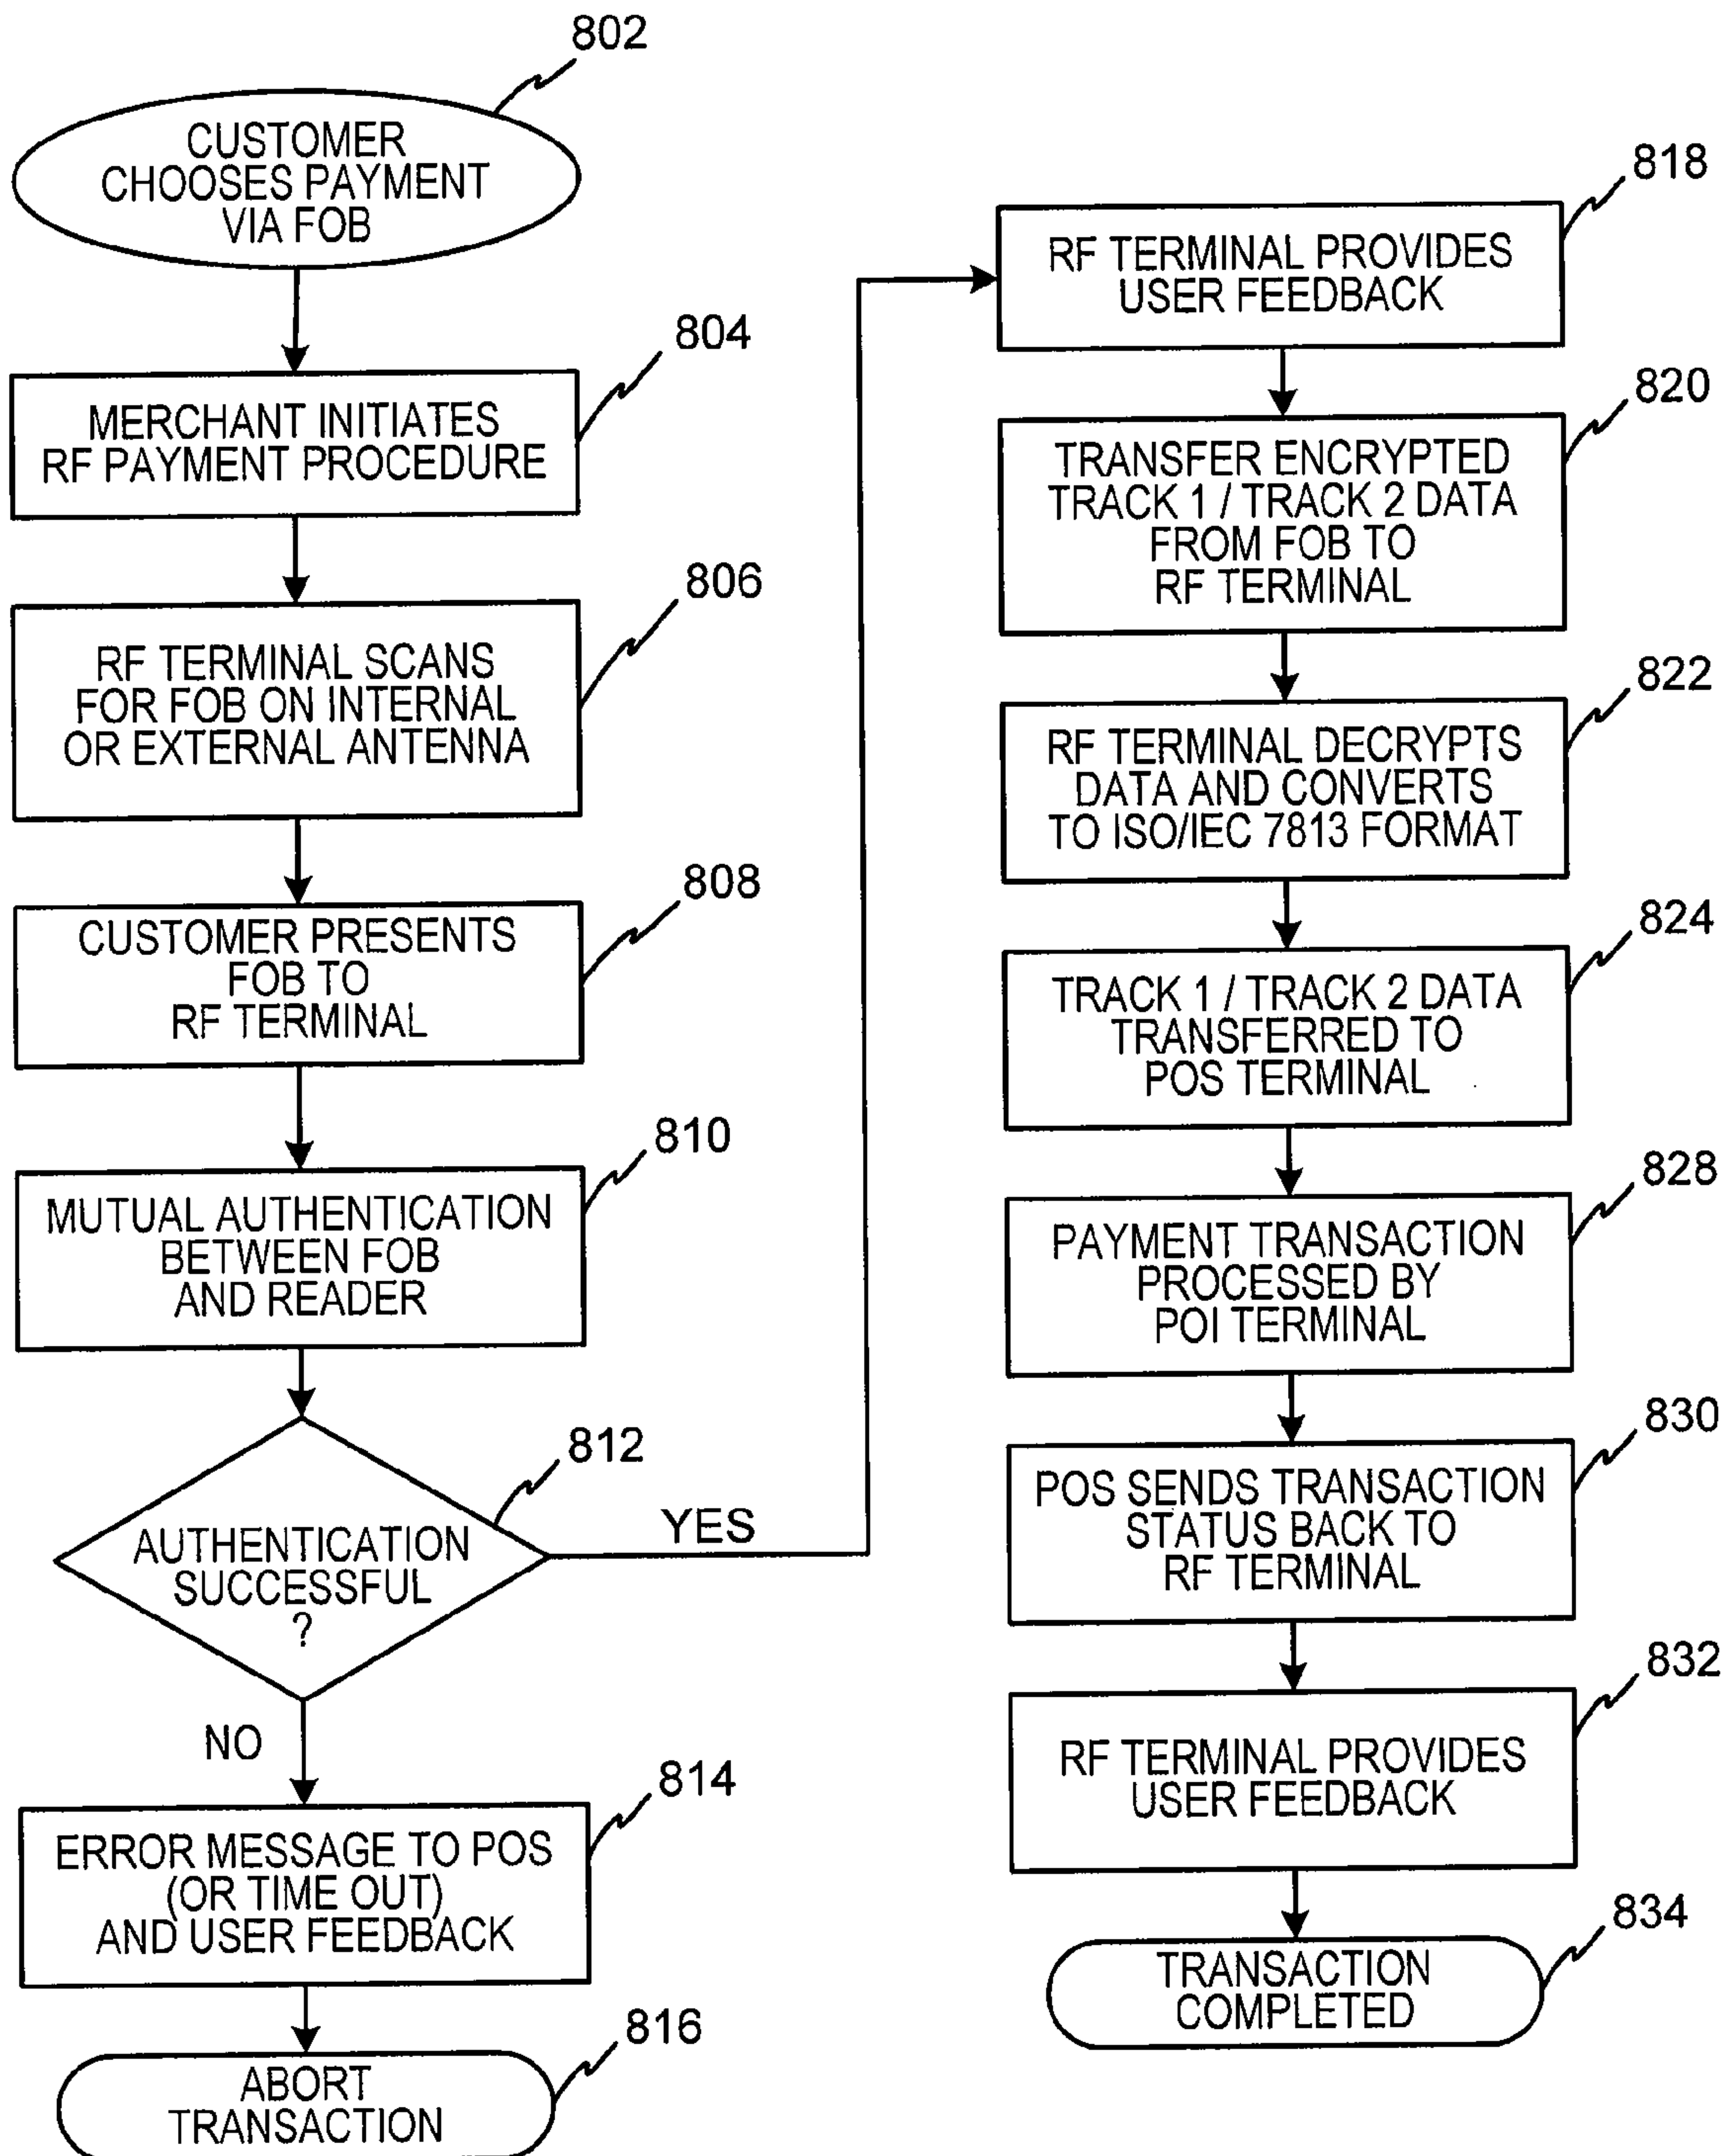 802
CUSTOMER
CHOOSES PAYMENT
VIA FOB
804
MERCHANT INITIATES
RF PAYMENT PROCEDURE
806
RF TERMINAL SCANS
FOR FOB ON INTERNAL
OR EXTERNAL ANTENNA
808
CUSTOMER PRESENTS
FOB TO
RF TERMINAL
810
MUTUAL AUTHENTICATION
BETWEEN FOB
AND READER
812
AUTHENTICATION
SUCCESSFUL
?
YES
NO
814
ERROR MESSAGE TO POS
(OR TIME OUT)
AND USER FEEDBACK
816
ABORT
TRANSACTION
818
RF TERMINAL PROVIDES
USER FEEDBACK
820
TRANSFER ENCRYPTED
TRACK 1 / TRACK 2 DATA
FROM FOB TO
RF TERMINAL
822
RF TERMINAL DECRYPTS
DATA AND CONVERTS
TO ISO/IEC 7813 FORMAT
824
TRACK 1 / TRACK 2 DATA
TRANSFERRED TO
POS TERMINAL
828
PAYMENT TRANSACTION
PROCESSED BY
POI TERMINAL
830
POS SENDS TRANSACTION
STATUS BACK TO
RF TERMINAL
832
RF TERMINAL PROVIDES
USER FEEDBACK
834
TRANSACTION
COMPLETED